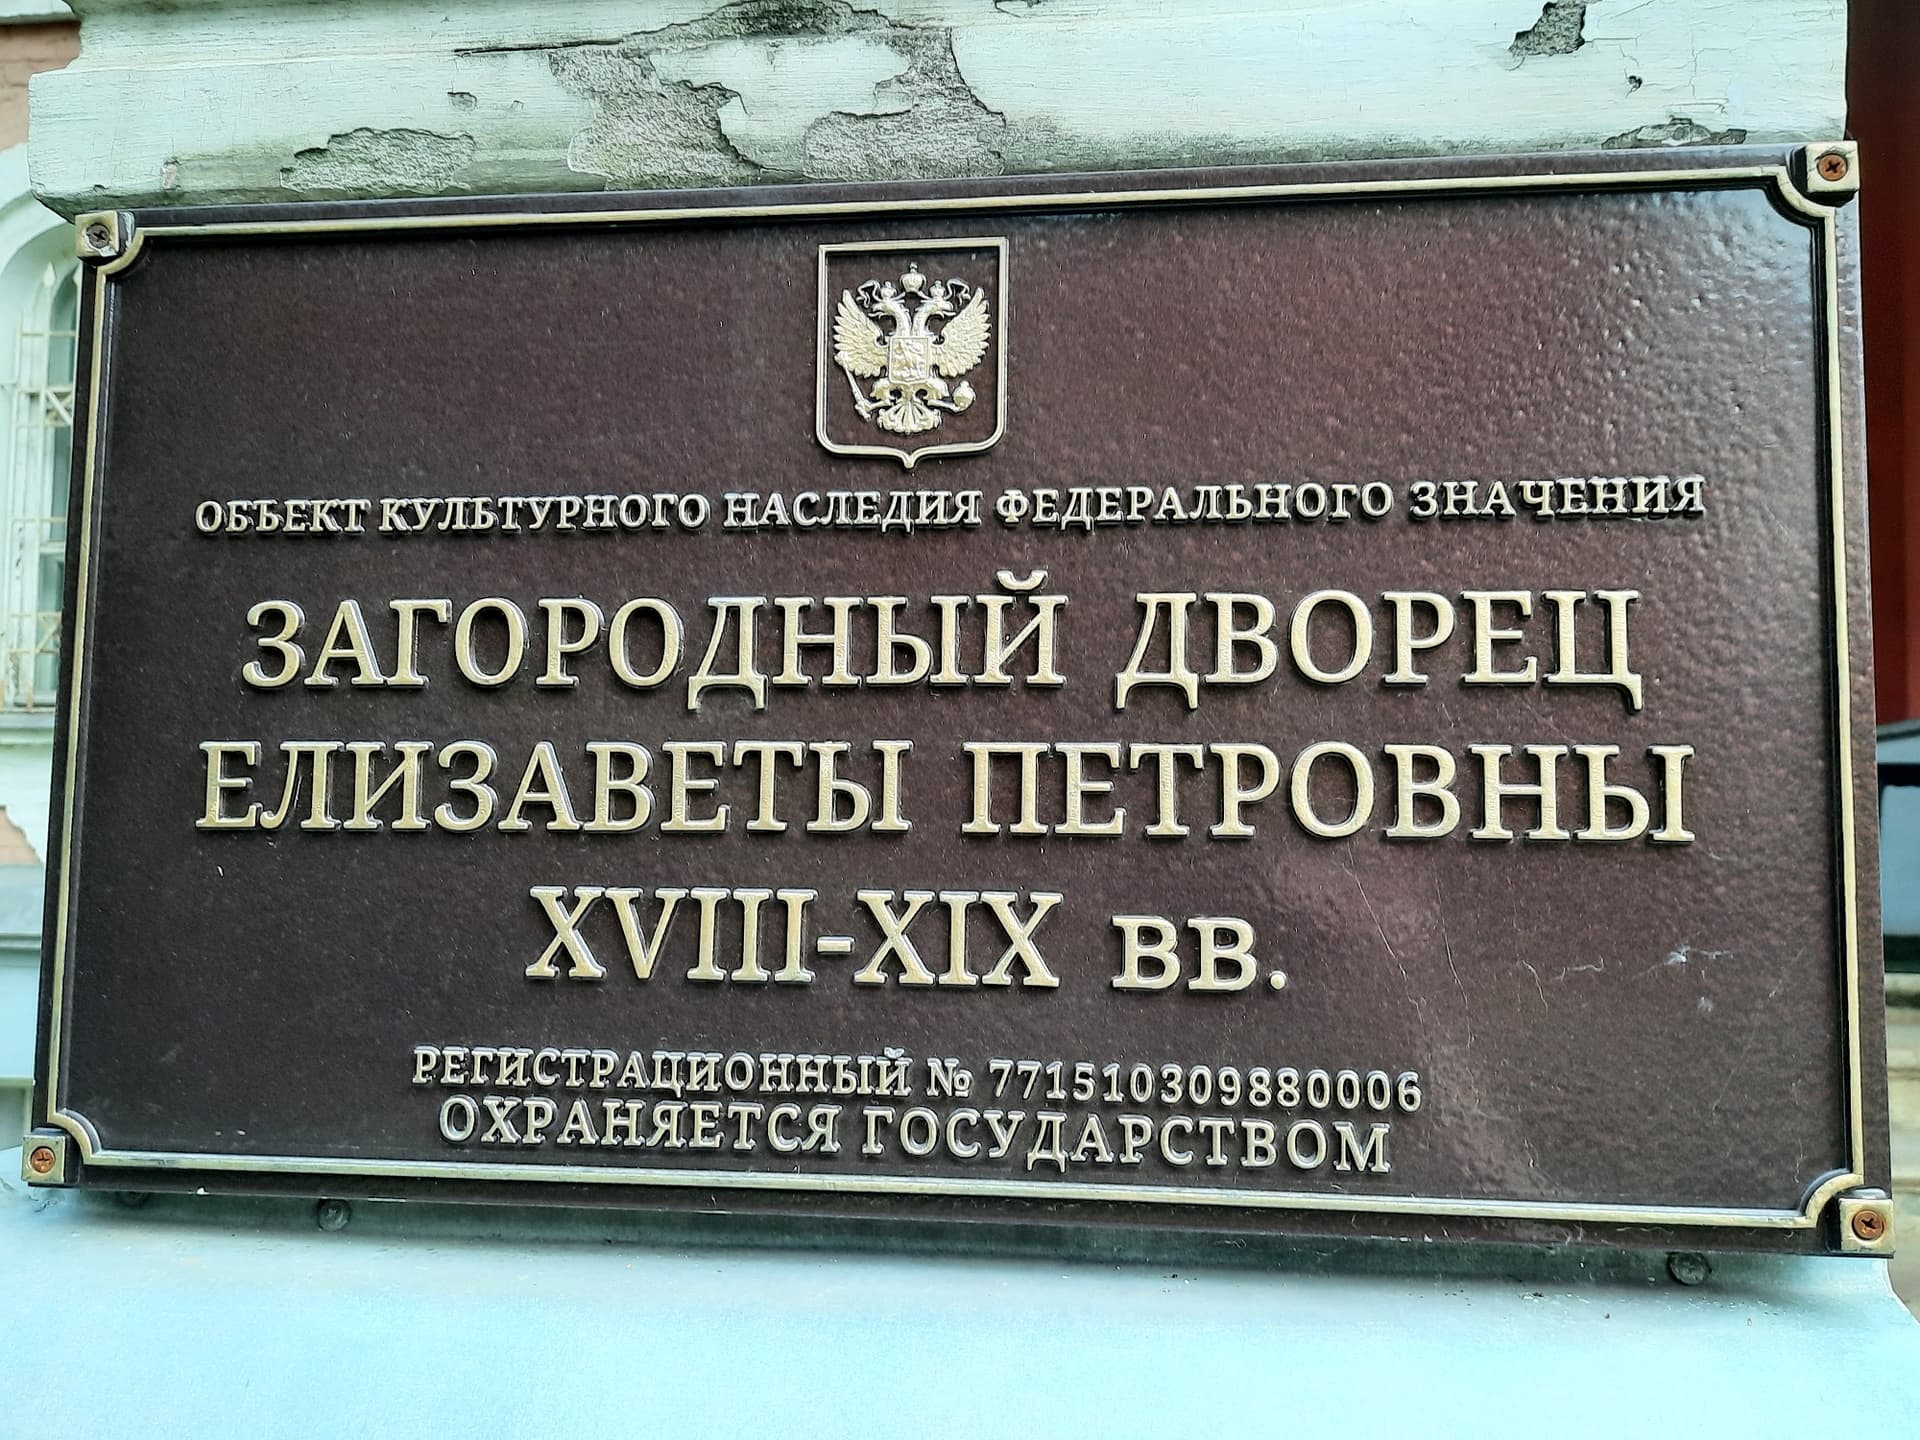 ОБЪЕКТ КУЛЬТУРНОГО НАСЛЕДИЯ ФЕДЕРАЛЬНОГО ЗНАЧЕНИЯ
ЗАГОРОДНЫЙ ДВОРЕЦ
ЕЛИЗАВЕТЫ ПЕТРОВНЫ
XVIII-XIX вв.
РЕГИСТРАЦИОННЫЙ № 771510309880006
ОХРАНЯЕТСЯ ГОСУДАРСТВОМ